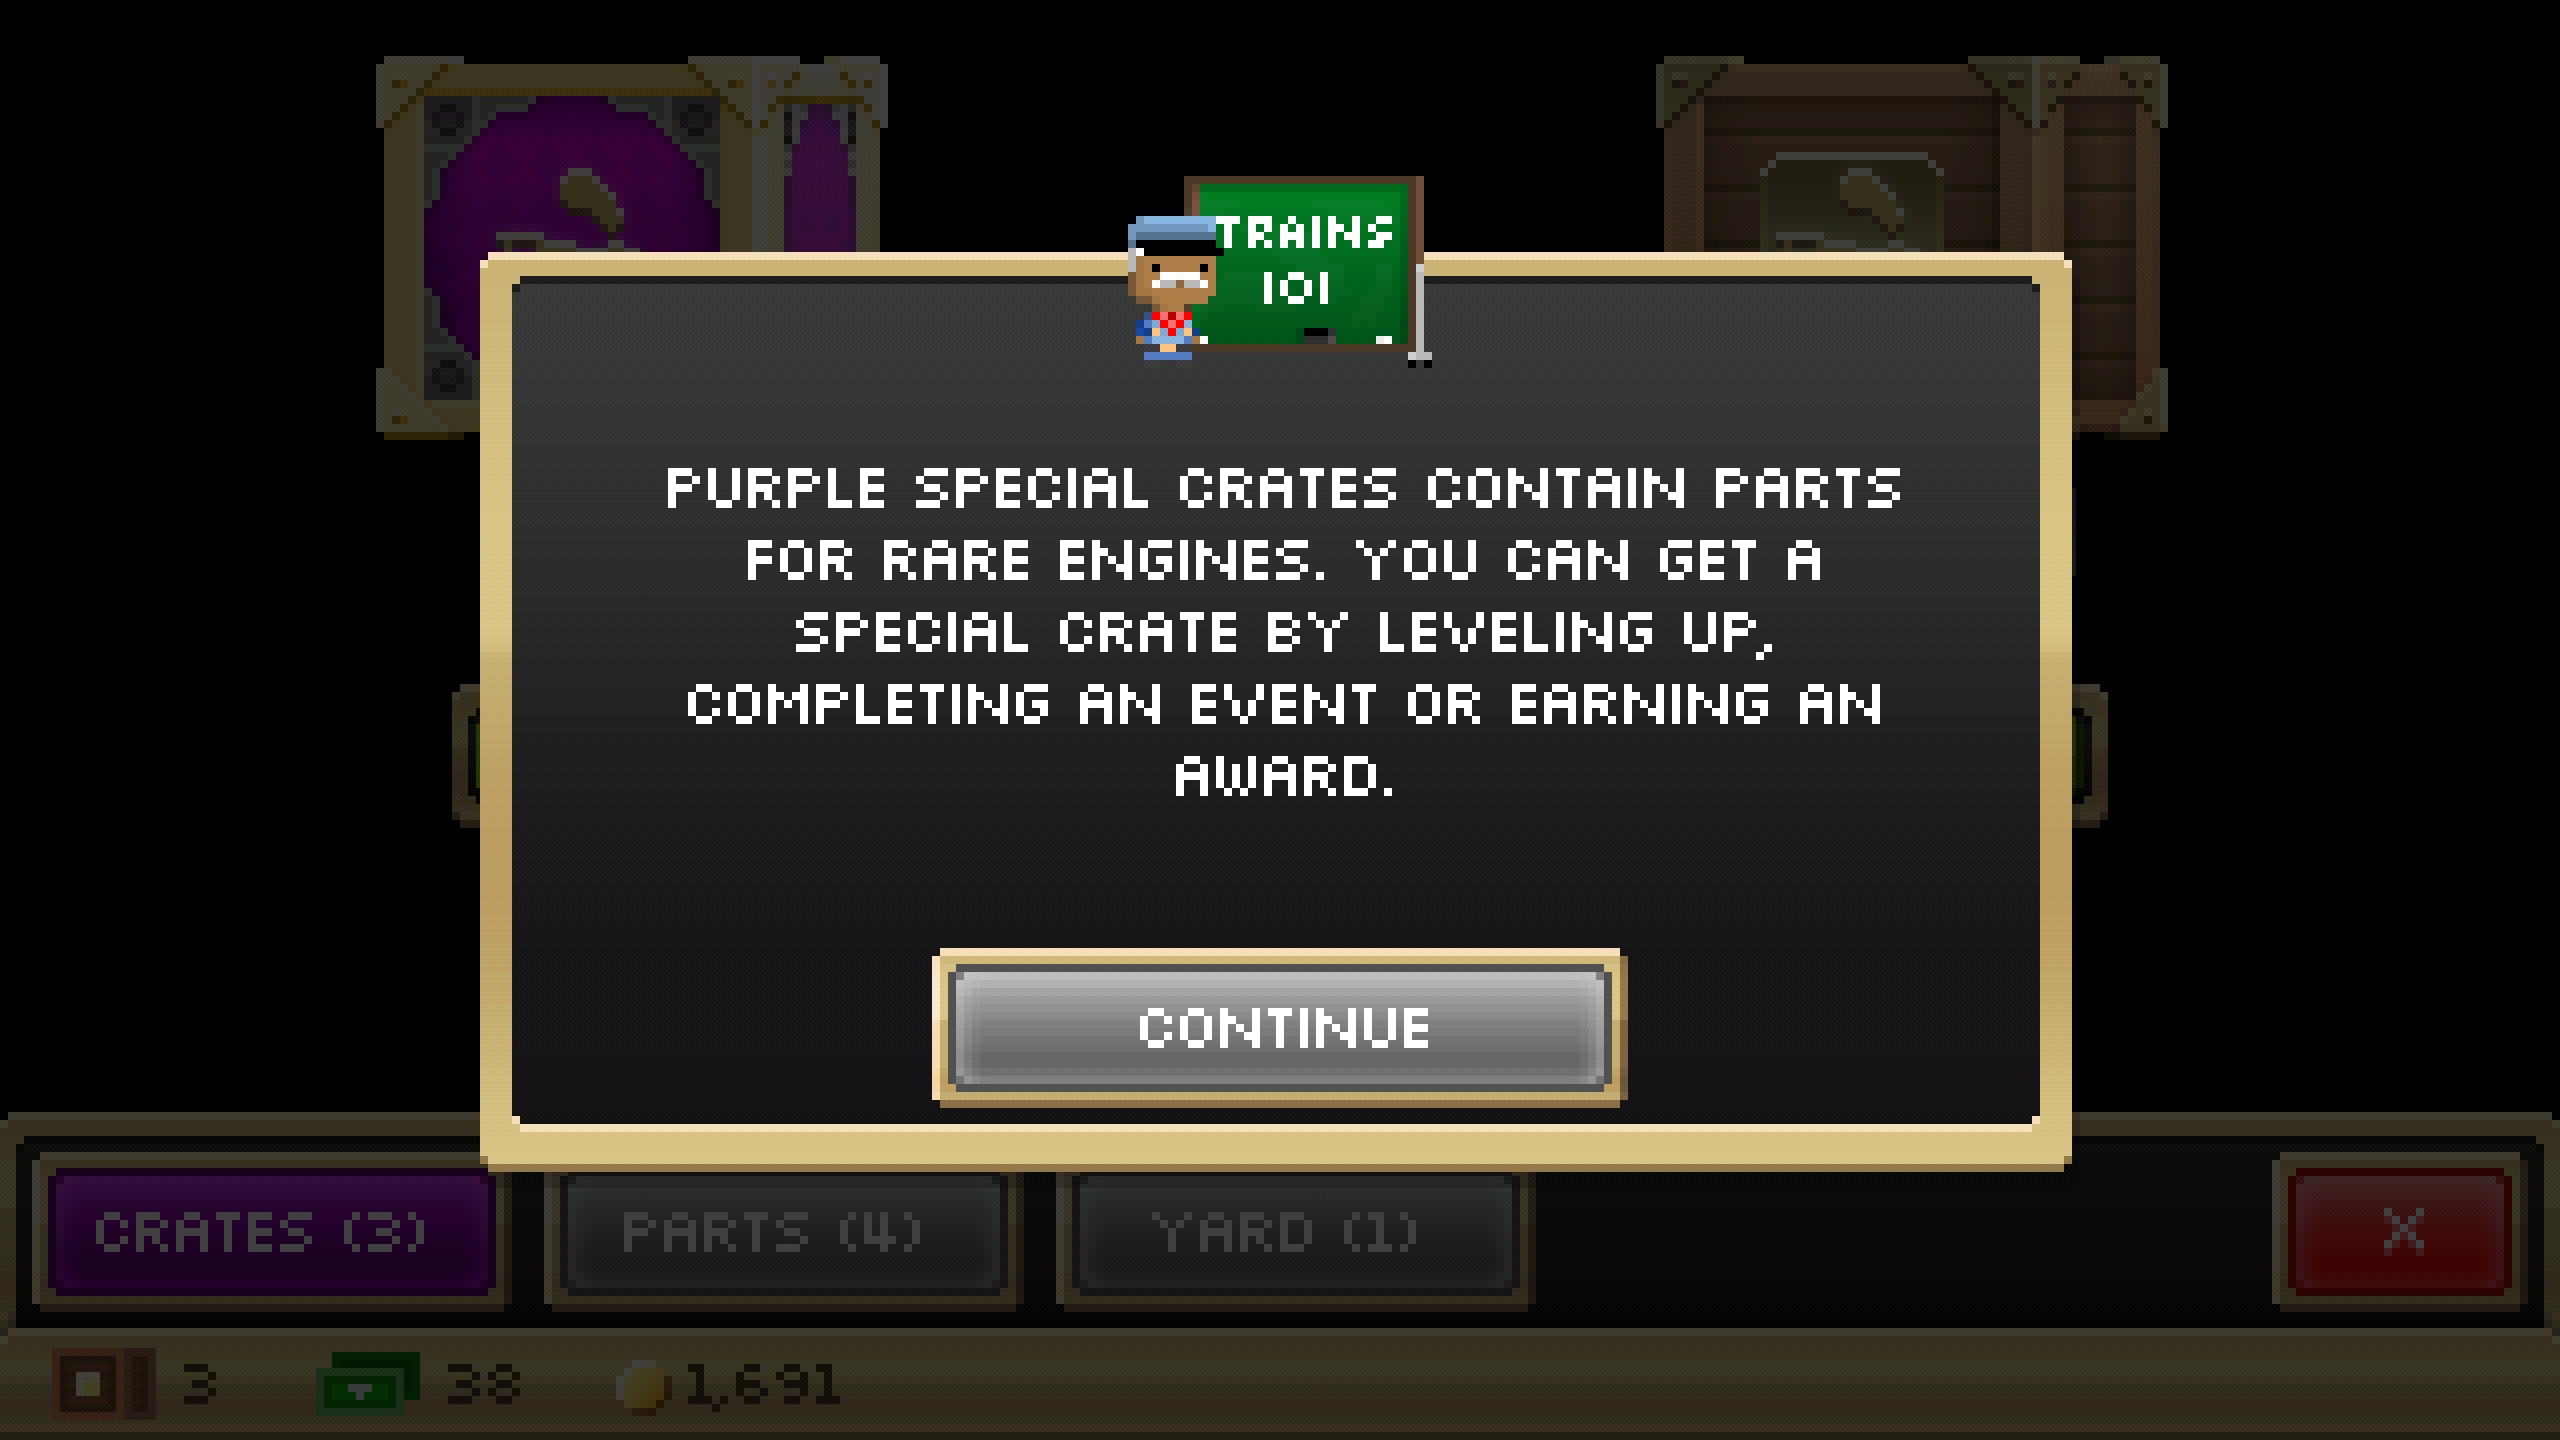 TRAINS
101
PURPLE SPECIAL CRATES CONTAIN PARTS
FOR RARE ENGINES. YOU CAN GET A
SPECIAL CRATE BY LEVELING UP,
COMPLETING AN EVENT OR EARNING AN
AWARD.
CONTINUE
CRATES (3)
PARTS (4)
YARD (1)
X
3
38
1,691